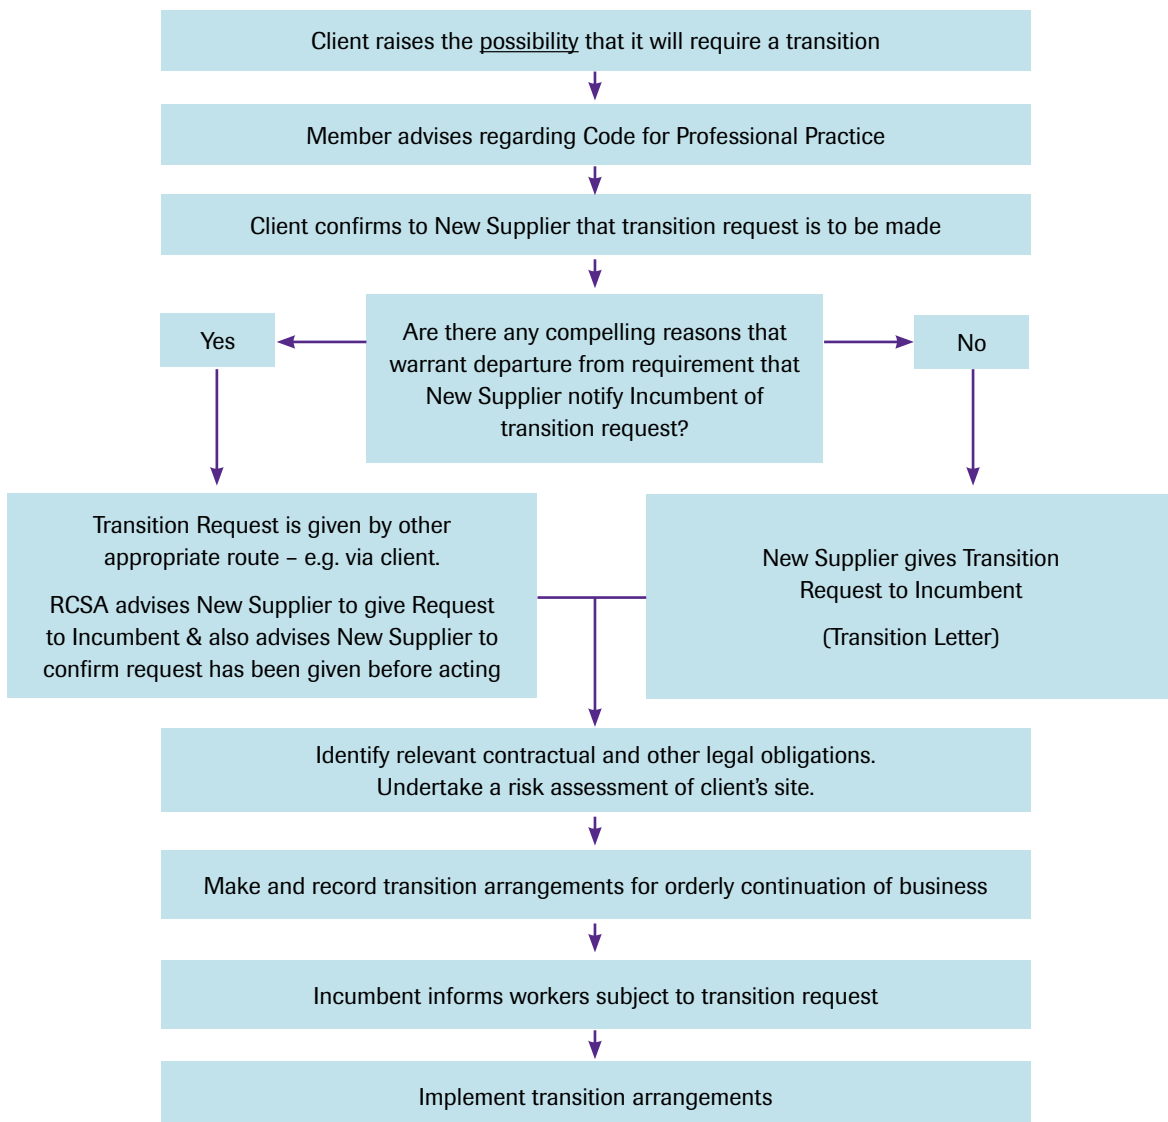 Client raises the possibility that it will require a transition
Member advises regarding Code for Professional Practice
Client confirms to New Supplier that transition request is to be made
Are there any compelling reasons that
warrant departure from requirement that
New Supplier notify Incumbent of
transition request?
Yes
No
Transition Request is given by other
appropriate route – e.g. via client.
RCSA advises New Supplier to give Request
to Incumbent & also advises New Supplier to
confirm request has been given before acting
New Supplier gives Transition
Request to Incumbent
(Transition Letter)
Identify relevant contractual and other legal obligations.
Undertake a risk assessment of client's site.
Make and record transition arrangements for orderly continuation of business
Incumbent informs workers subject to transition request
Implement transition arrangements